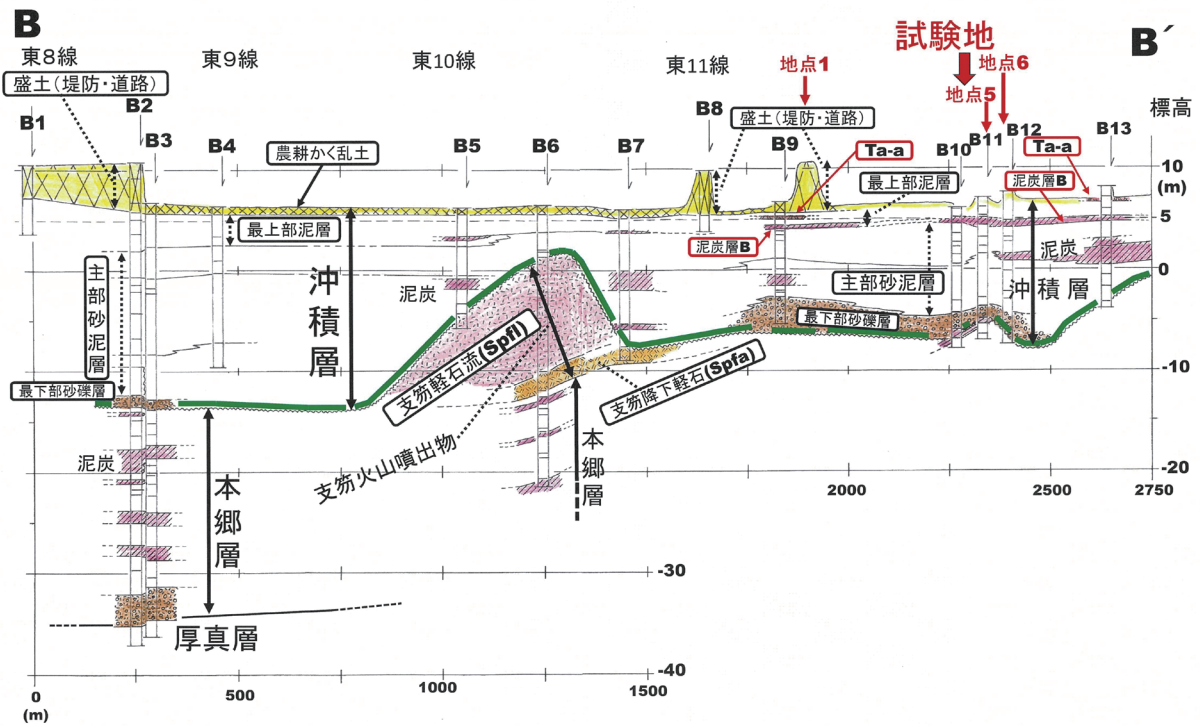 B
B´
東8線
東9線
東10線
東11線
試験地
地点1
地点6
地点5
標高
盛土(堤防・道路)
B1
B2
B3
B4
B5
B6
B7
B8
盛土(堤防・道路)
B9
B10
B11
B12
B13
農耕かく乱土
Ta-a
Ta-a
10
(m)
最上部泥層
泥炭層B
5
最上部泥層
泥炭層B
泥炭
0
主部砂泥層
沖積層
泥炭
主部砂泥層
沖積層
最下部砂礫層
支笏軽石流(Spfl)
支笏降下軽石(Spfa)
-10
最下部砂礫層
泥炭
支笏火山噴出物
本郷層
本郷層
-20
2000
2500
2750
-30
厚真層
-40
0
(m)
500
1000
1500